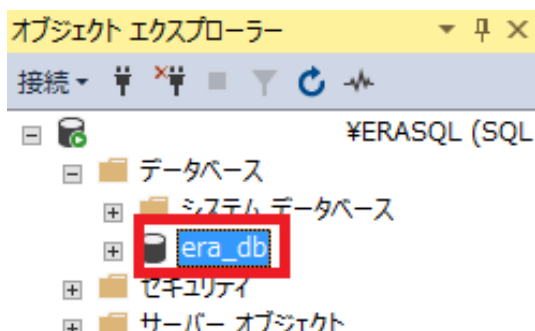 オブジェクト エクスプローラー
接続
¥ERASQL (SQL
データベース
システム データベース
era_db
セキュリティ
サーバー オブジェクト